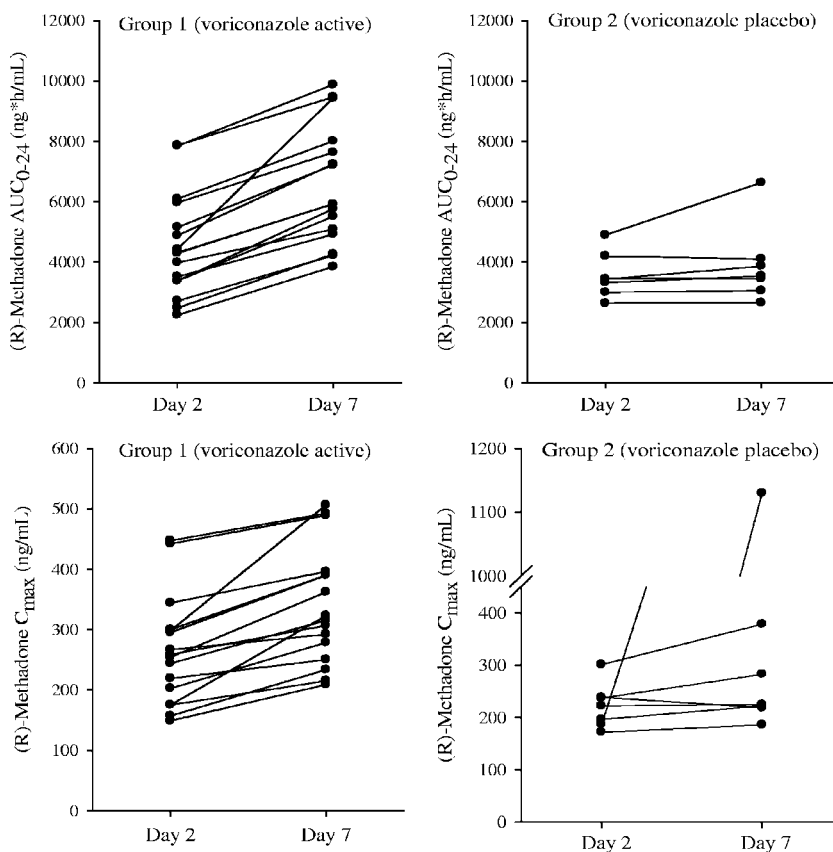 Group 1 (voriconazole active)
(R)-Methadone AUC0-24 (ng*h/mL)
12000
10000
8000
6000
4000
2000
0
Day 2 Day 7
Group 2 (voriconazole placebo)
(R)-Methadone AUC0-24 (ng*h/mL)
12000
10000
8000
6000
4000
2000
0
Day 2 Day 7
Group 1 (voriconazole active)
(R)-Methadone Cmax (ng/mL)
600
500
400
300
200
100
0
Day 2 Day 7
Group 2 (voriconazole placebo)
(R)-Methadone Cmax (ng/mL)
1200
1100
1000
400
300
200
100
0
Day 2 Day 7